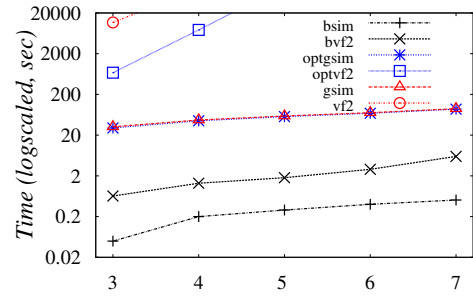 Time (logscaled, sec)
20000
2000
200
20
2
0.2
0.02
3 4 5 6 7
bsim
bvf2
optgsim
optvf2
gsim
vf2